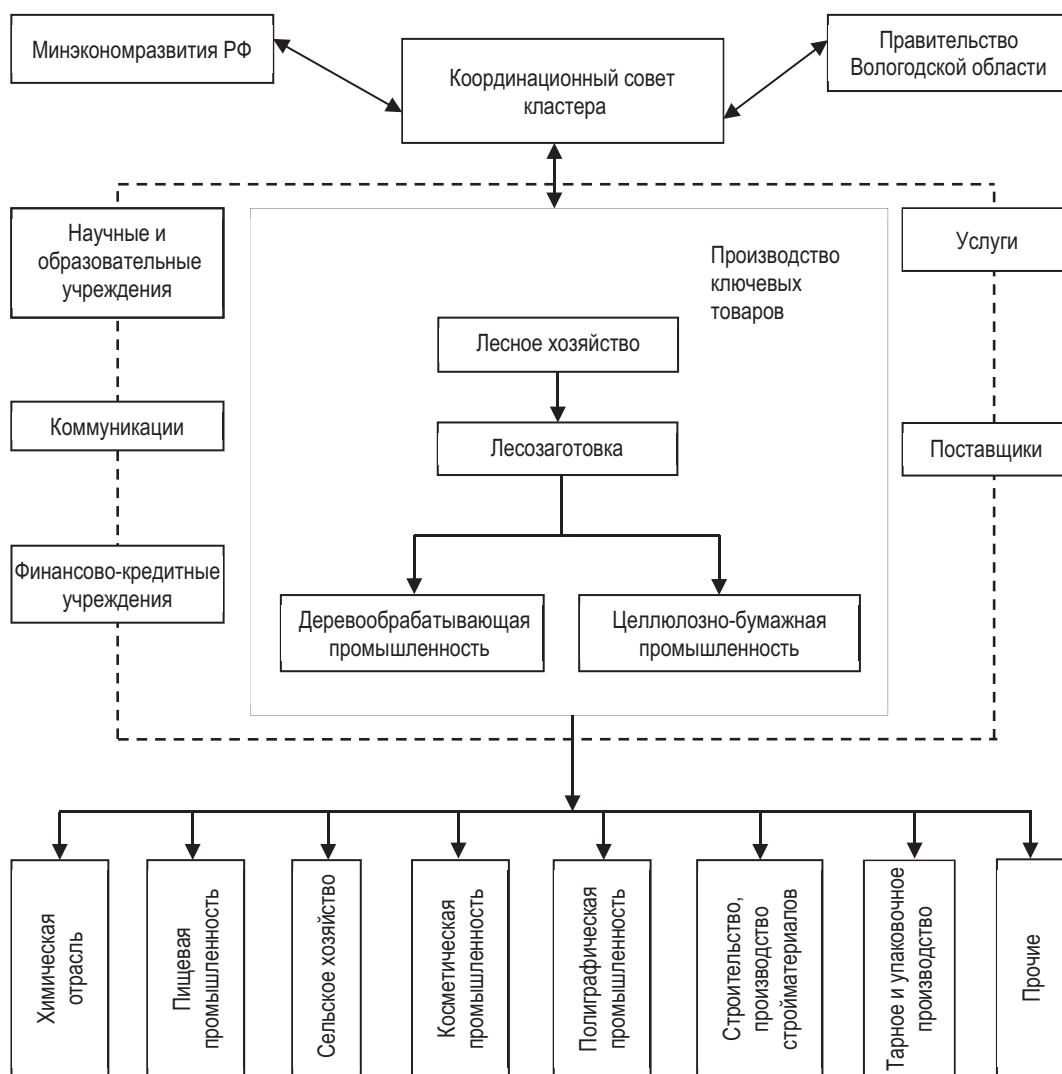 Минэкономразвития РФ
Координационный совет
кластера
Правительство
Вологодской области
Научные и
образовательные
учреждения
Коммуникации
Финансово-кредитные
учреждения
Производство
ключевых
товаров
Лесное хозяйство
Лесозаготовка
Деревообрабатывающая
промышленность
Целлюлозно-бумажная
промышленность
Услуги
Поставщики
Химическая
отрасль
Пищевая
промышленность
Сельское хозяйство
Косметическая
промышленность
Полиграфическая
промышленность
Строительство,
производство
стройматериалов
Тарное и упаковочное
производство
Прочие